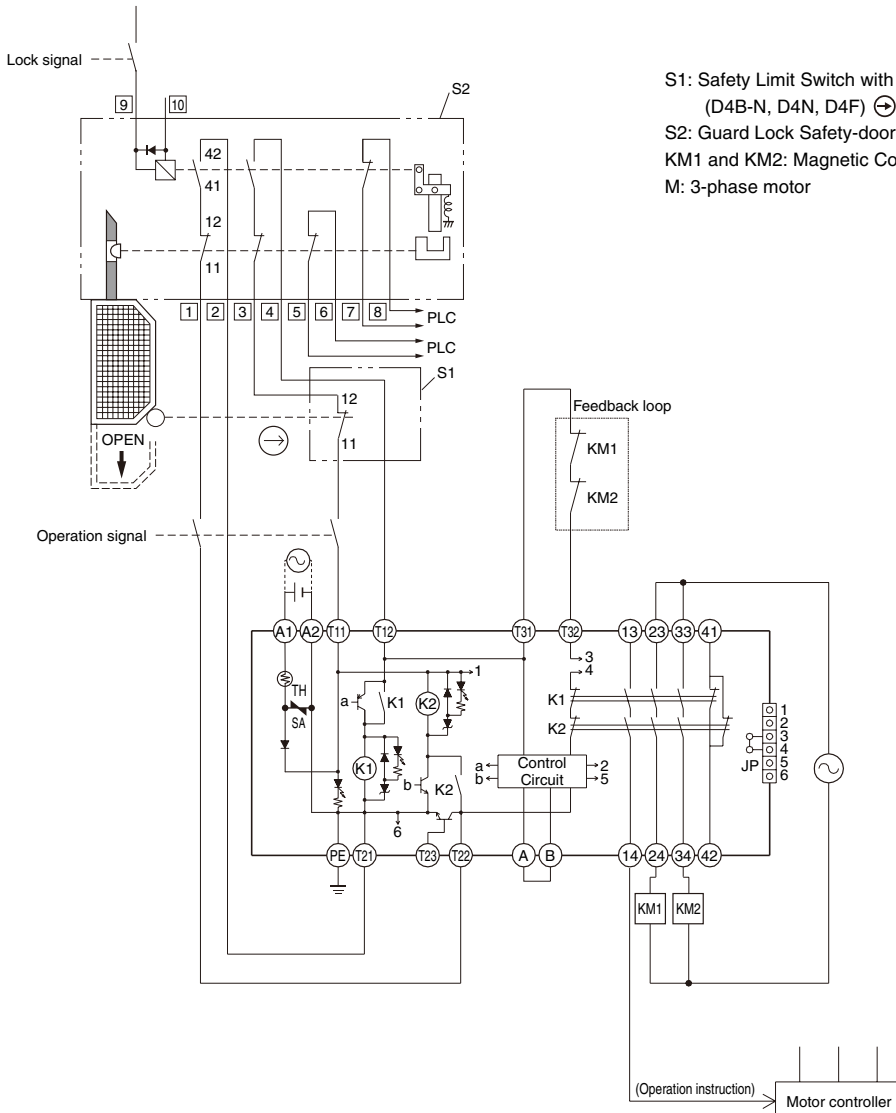 Lock signal
9
10
S2
S1: Safety Limit Switch with
(D4B-N, D4N, D4F)
S2: Guard Lock Safety-door
KM1 and KM2: Magnetic Co
M: 3-phase motor
42
41
12
11
1 2 3 4 5 6 7 8
PLC
PLC
S1
12
11
OPEN
Feedback loop
KM1
KM2
Operation signal
A1 A2 T11 T12 T31 T32 13 23 33 41
1
3
4
TH
SA
a
K1
K2
K1
b
K2
6
K1
K2
a
b
Control
Circuit
2
5
JP
1
2
3
4
5
6
PE T21 T23 T22 A B 14 24 34 42
KM1
KM2
(Operation instruction)
Motor controller